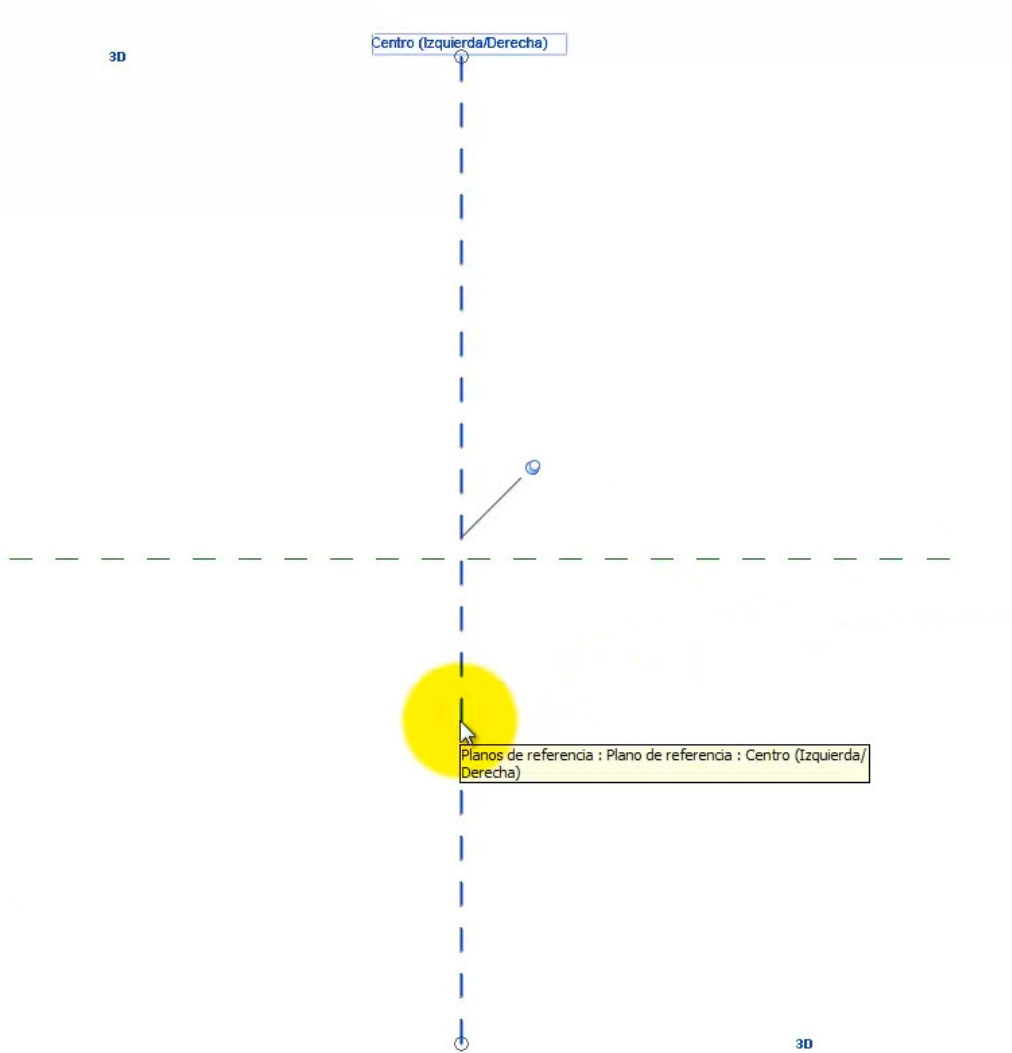 Centro (Izquierda/Derecha)
3D
Planos de referencia : Plano de referencia : Centro (Izquierda/
Derecha)
3D